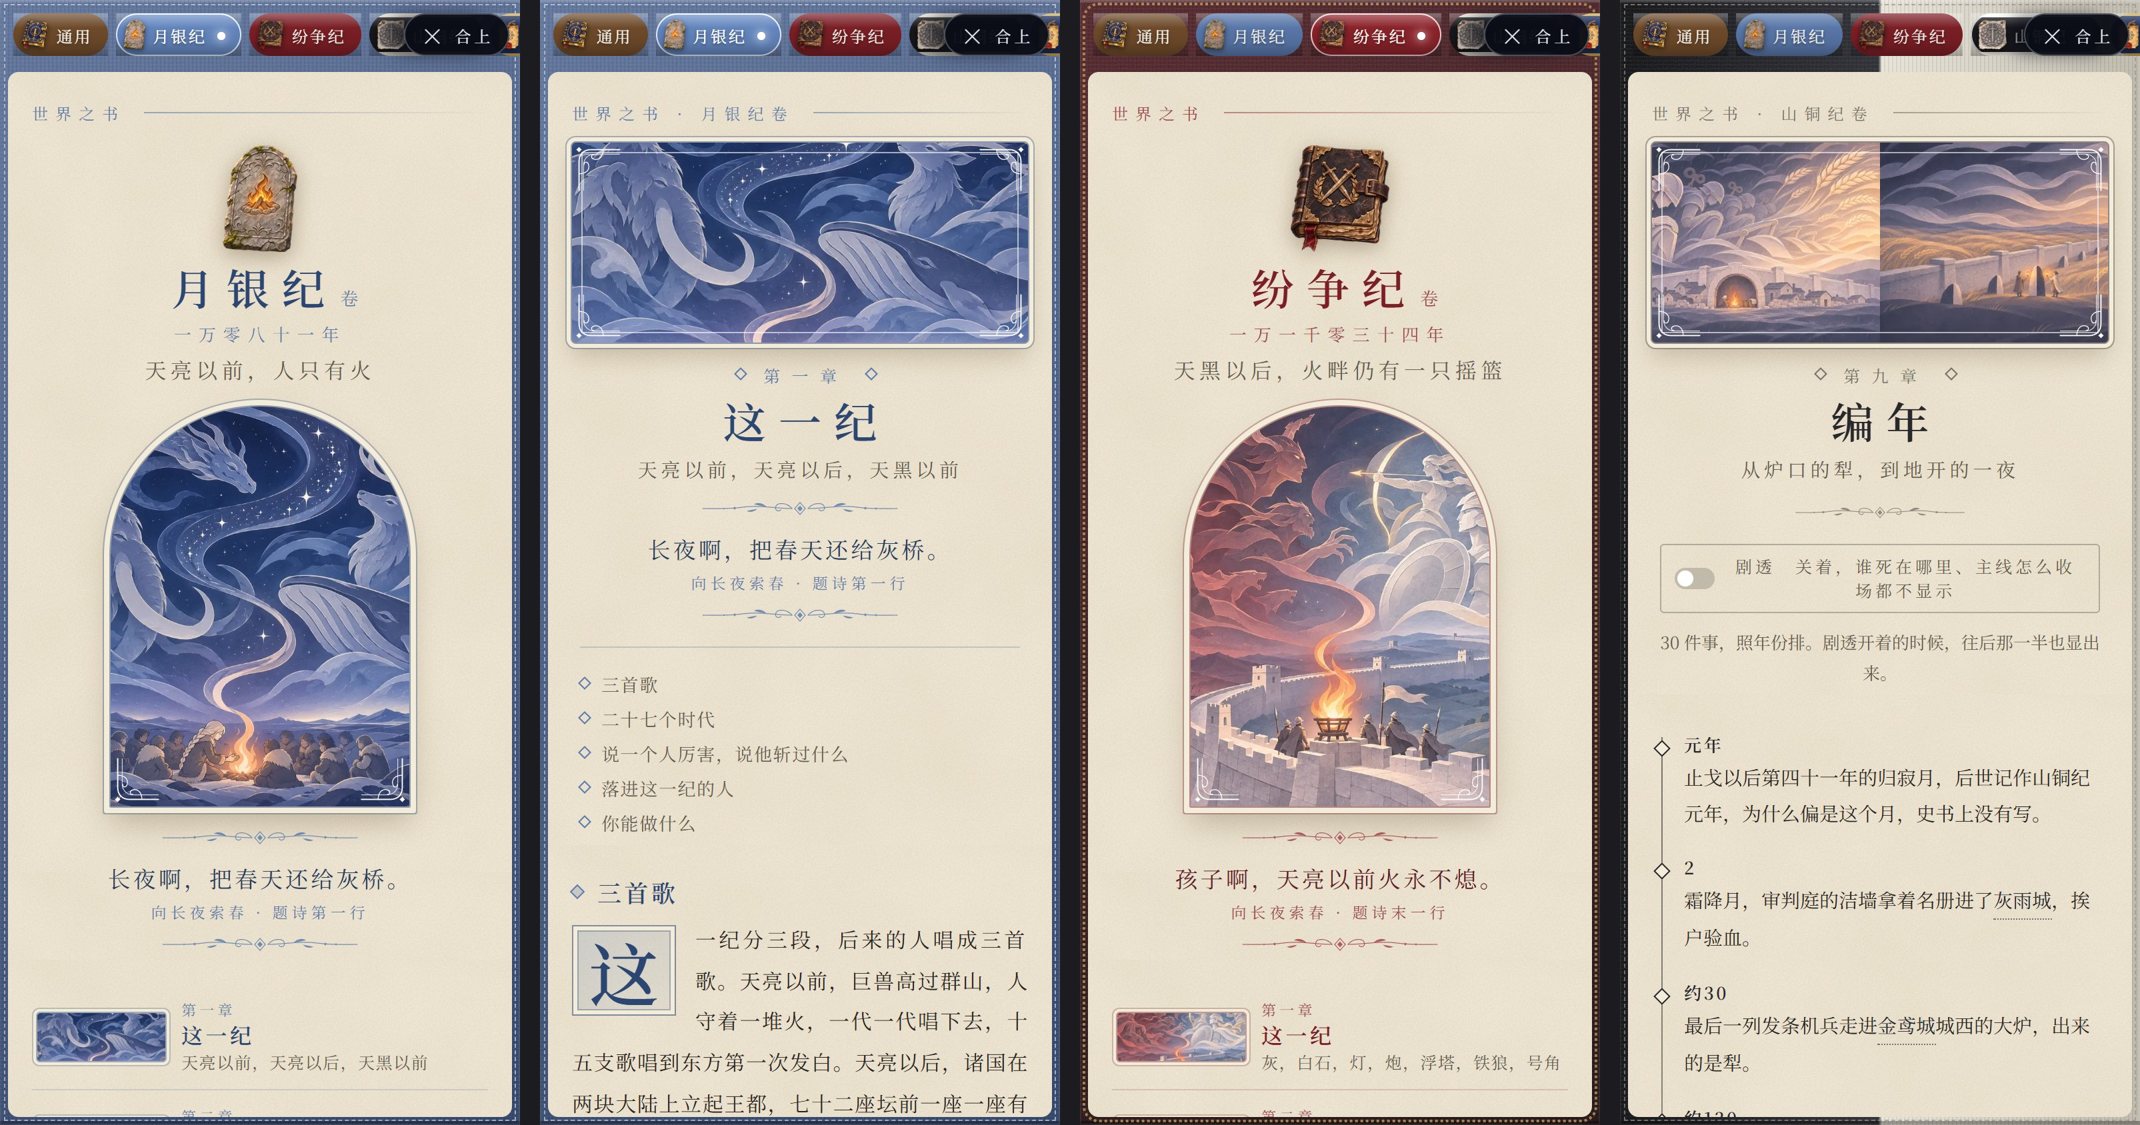 通用 月银纪 纷争纪 合上
世界之书
月银纪 卷
一万零八十一年
天亮以前，人只有火
长夜啊，把春天还给灰桥。
向长夜索春 · 题诗第一行
第一章
这一纪
天亮以前，天亮以后，天黑以前
通用 月银纪 纷争纪 合上
世界之书 · 月银纪卷
第一章
这一纪
天亮以前，天亮以后，天黑以前
长夜啊，把春天还给灰桥。
向长夜索春 · 题诗第一行
三首歌
二十七个时代
说一个人厉害，说他斩过什么
落进这一纪的人
你能做什么
三首歌
这一纪分三段，后来的人唱成三首
歌。天亮以前，巨兽高过群山，人
守着一堆火，一代一代唱下去，十
五支歌唱到东方第一次发白。天亮以后，诸国在
两块大陆上立起王都，七十二座坛前一座一座有
通用 月银纪 纷争纪 合上
世界之书
纷争纪 卷
一万一千零三十四年
天黑以后，火畔仍有一只摇篮
孩子啊，天亮以前火永不熄。
向长夜索春 · 题诗末一行
第一章
这一纪
灰，白石，灯，炮，浮塔，铁狼，号角
通用 月银纪 纷争纪 合上
世界之书 · 山铜纪卷
第九章
编年
从炉口的犁，到地开的一夜
剧透 关着，谁死在哪里、主线怎么收
场都不显示
30 件事，照年份排。剧透开着的时候，往后那一半也显出
来。
元年
止戈以后第四十一年的归寂月，后世记作山铜纪
元年，为什么偏是这个月，史书上没有写。
2
霜降月，审判庭的洁墙拿着名册进了灰雨城，挨
户验血。
约30
最后一列发条机兵走进金鸢城城西的大炉，出来
的是犁。